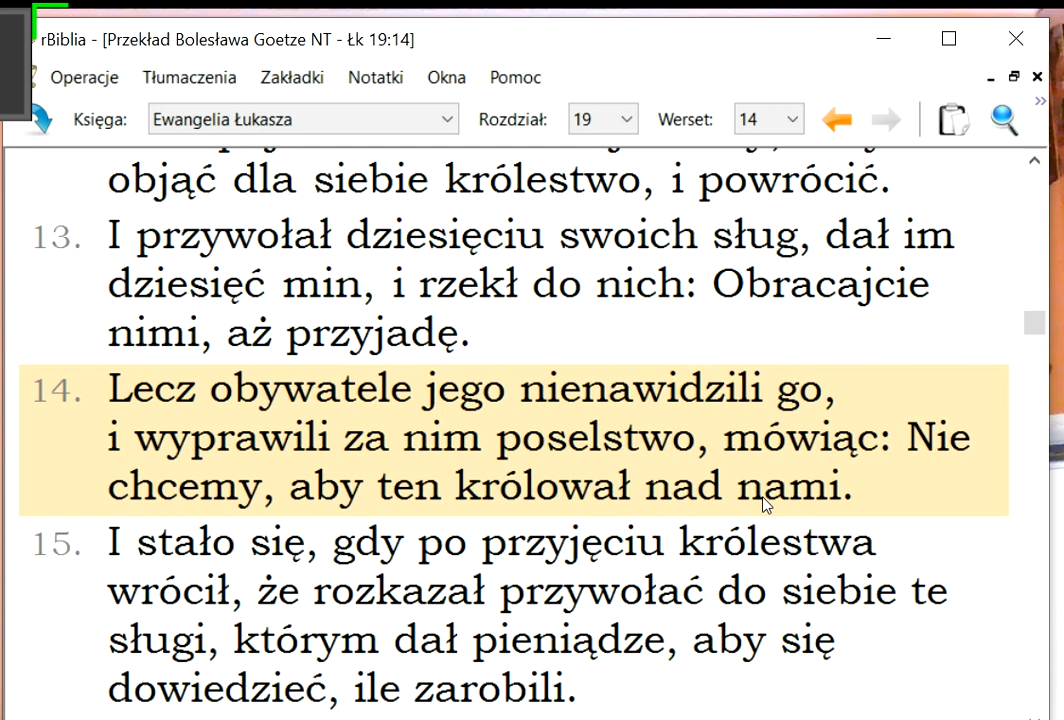 rBiblia - [Przekład Bolesława Goetze NT - Łk 19:14]
Operacje Tłumaczenia Zakładki Notatki Okna Pomoc
Księga: Ewangelia Łukasza Rozdział: 19 Werset: 14
objąć dla siebie królestwo, i powrócić.
13. I przywołał dziesięciu swoich sług, dał im
dziesięć min, i rzekł do nich: Obracajcie
nimi, aż przyjadę.
14. Lecz obywatele jego nienawidzili go,
i wyprawili za nim poselstwo, mówiąc: Nie
chcemy, aby ten królował nad nami.
15. I stało się, gdy po przyjęciu królestwa
wrócił, że rozkazał przywołać do siebie te
sługi, którym dał pieniądze, aby się
dowiedzieć, ile zarobili.